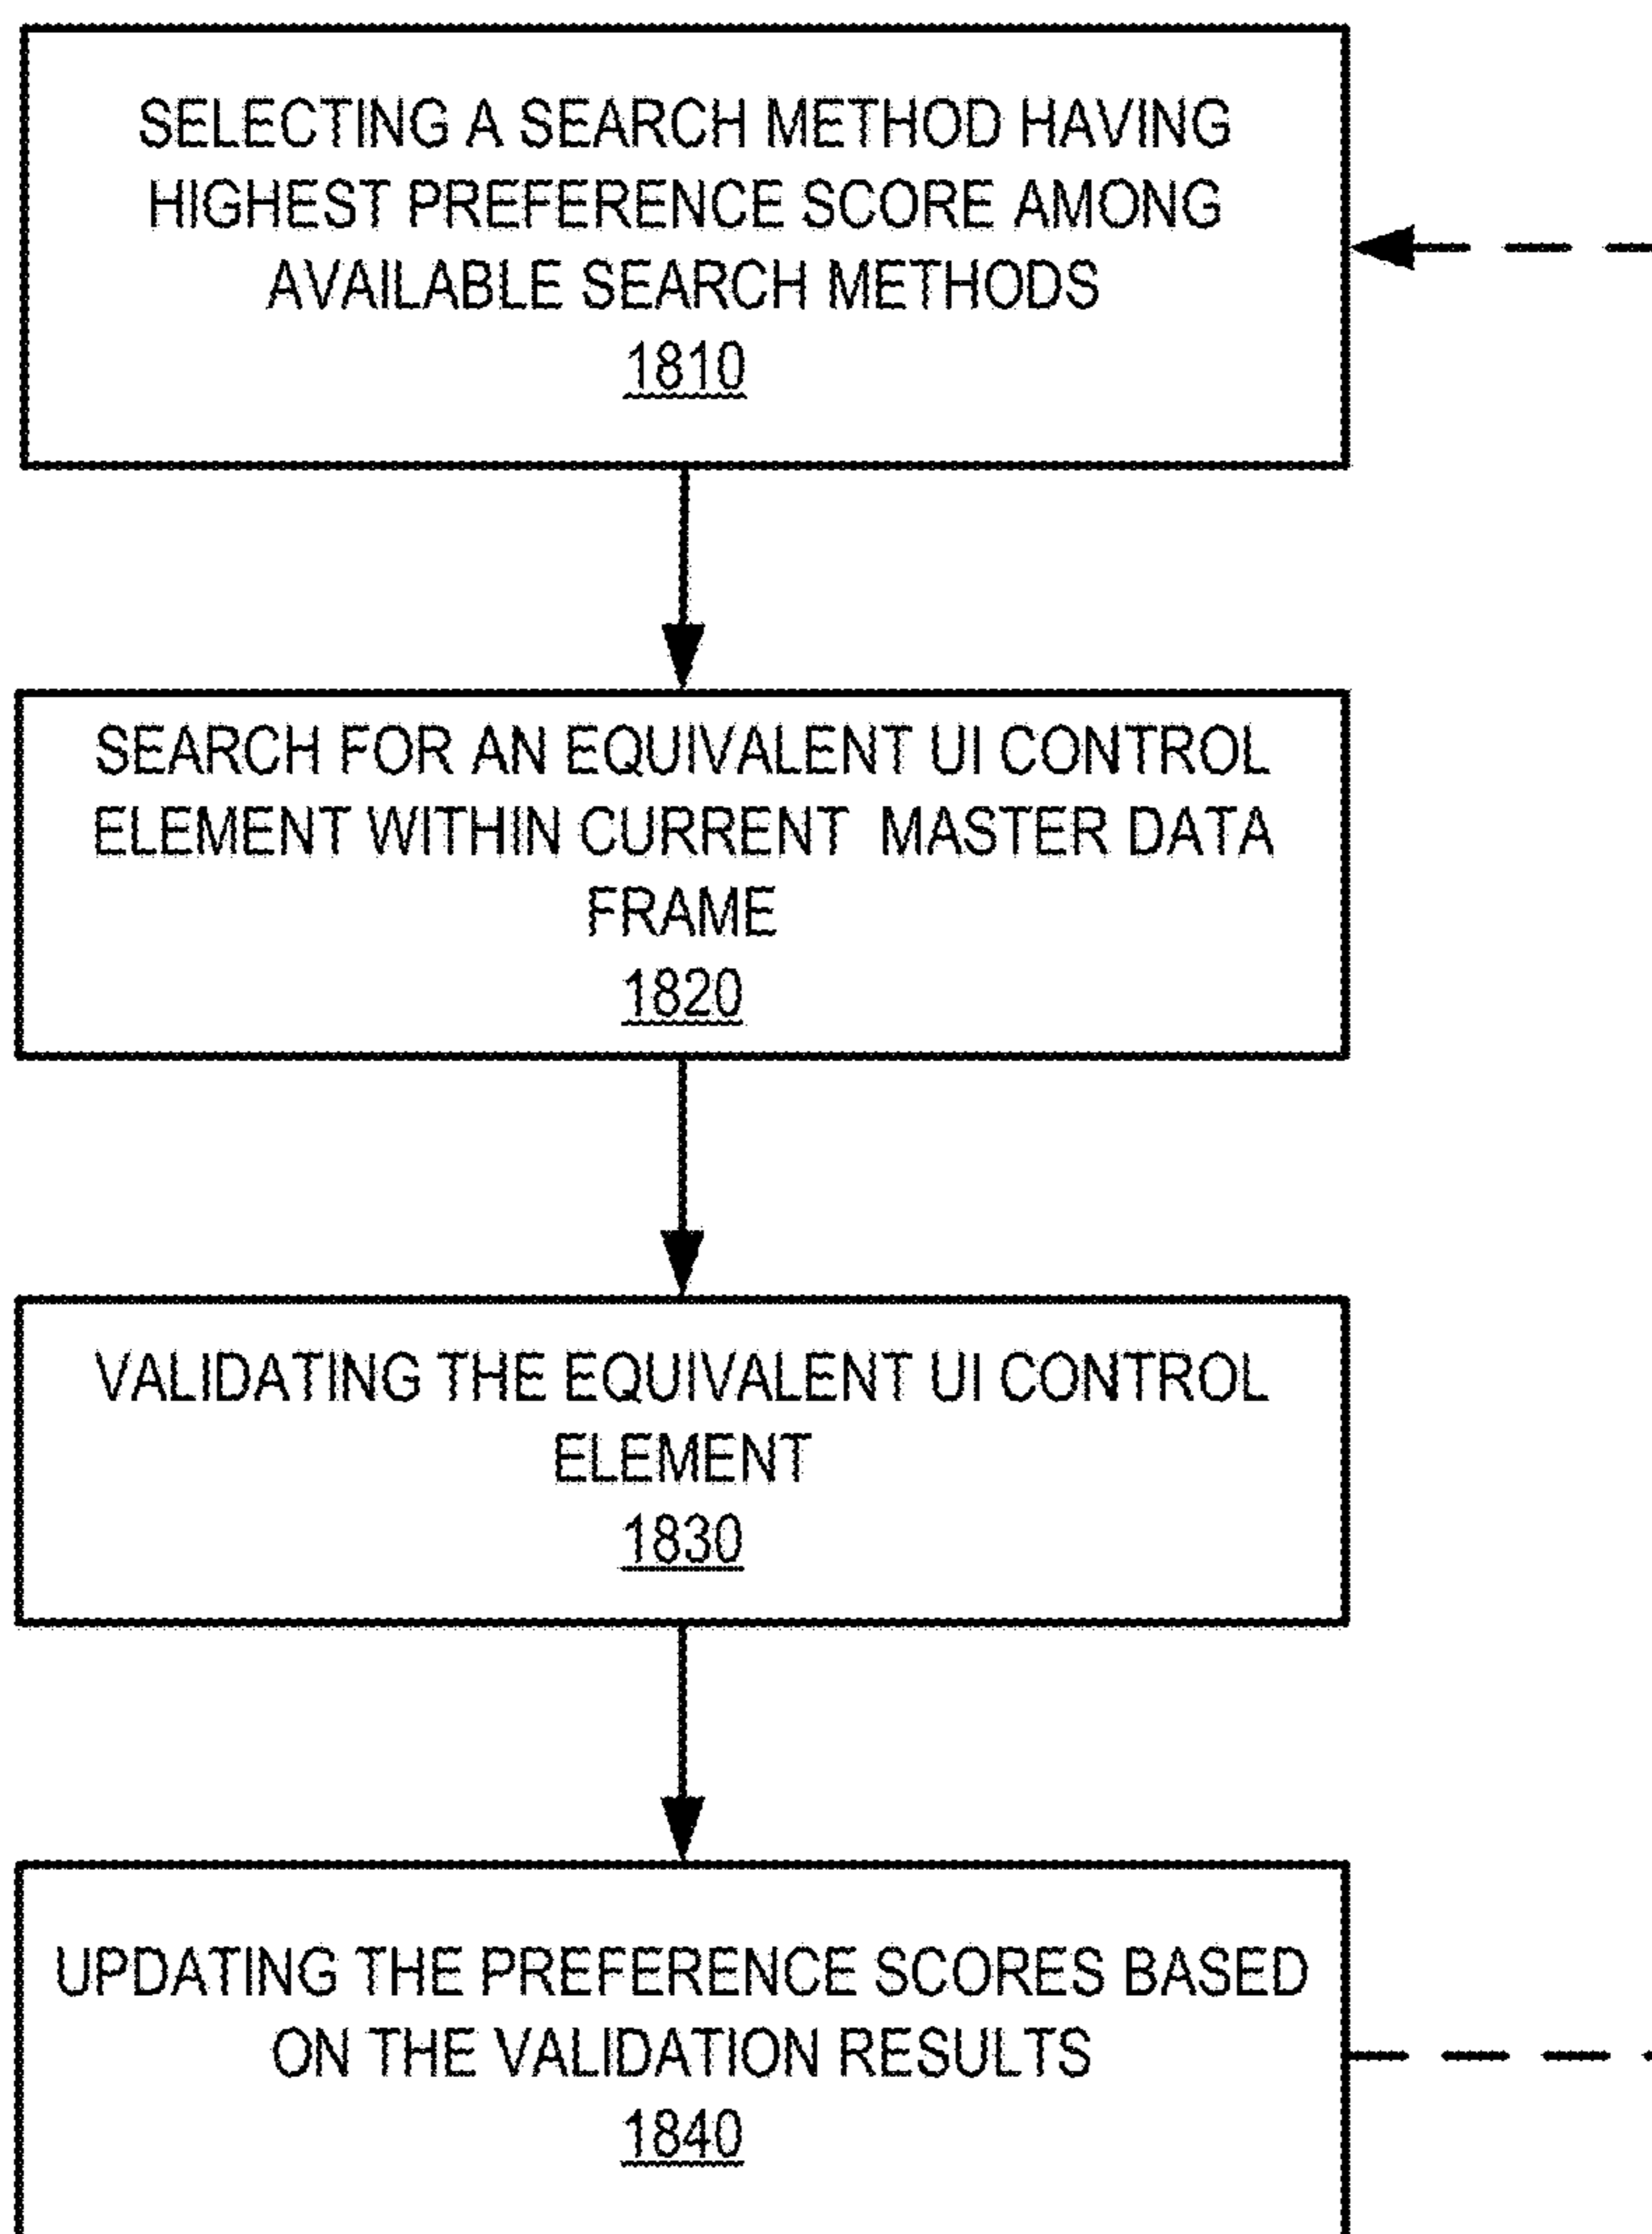 SELECTING A SEARCH METHOD HAVING
HIGHEST PREFERENCE SCORE AMONG
AVAILABLE SEARCH METHODS
1810
SEARCH FOR AN EQUIVALENT UI CONTROL
ELEMENT WITHIN CURRENT MASTER DATA
FRAME
1820
VALIDATING THE EQUIVALENT UI CONTROL
ELEMENT
1830
UPDATING THE PREFERENCE SCORES BASED
ON THE VALIDATION RESULTS
1840